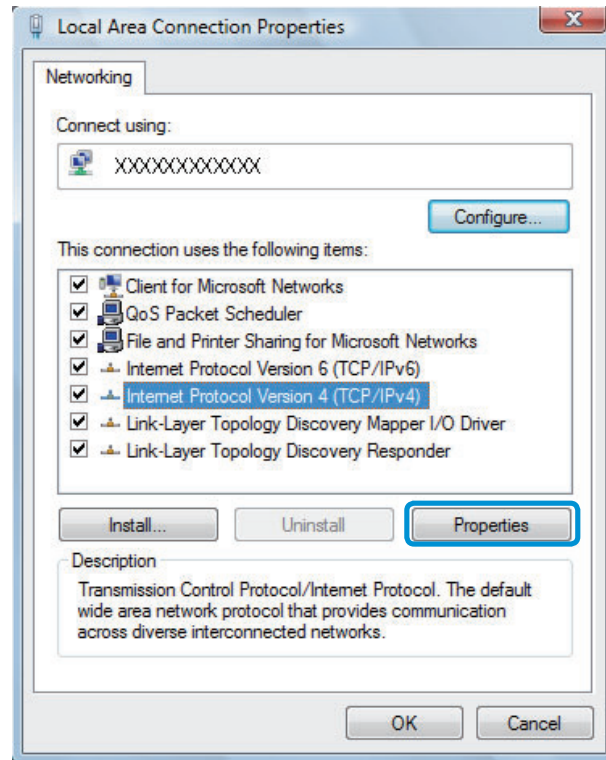 Local Area Connection Properties
Networking
Connect using:
XXXXXXXXXXXX
Configure...
This connection uses the following items:
Client for Microsoft Networks
QoS Packet Scheduler
File and Printer Sharing for Microsoft Networks
Internet Protocol Version 6 (TCP/IPv6)
Internet Protocol Version 4 (TCP/IPv4)
Link-Layer Topology Discovery Mapper I/O Driver
Link-Layer Topology Discovery Responder
Install... Uninstall Properties
Description
Transmission Control Protocol/Internet Protocol. The default
wide area network protocol that provides communication
across diverse interconnected networks.
OK Cancel